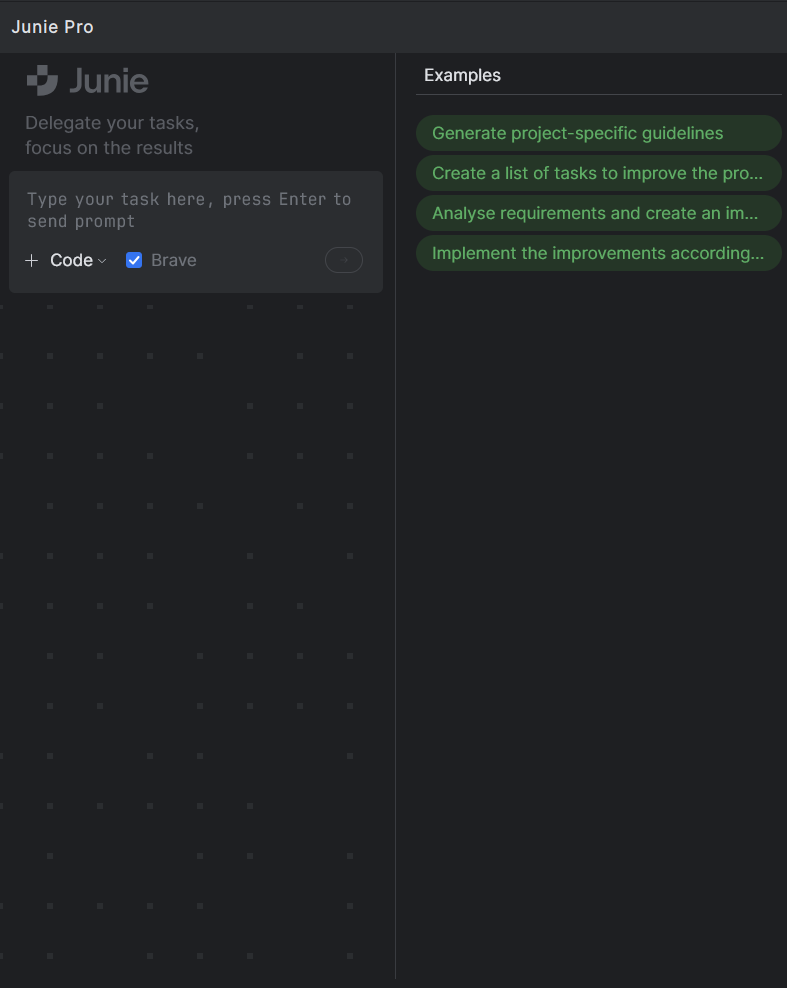 Junie Pro
Junie
Delegate your tasks,
focus on the results
Type your task here, press Enter to
send prompt
+ Code
Brave
Examples
Generate project-specific guidelines
Create a list of tasks to improve the pro...
Analyse requirements and create an im...
Implement the improvements according...